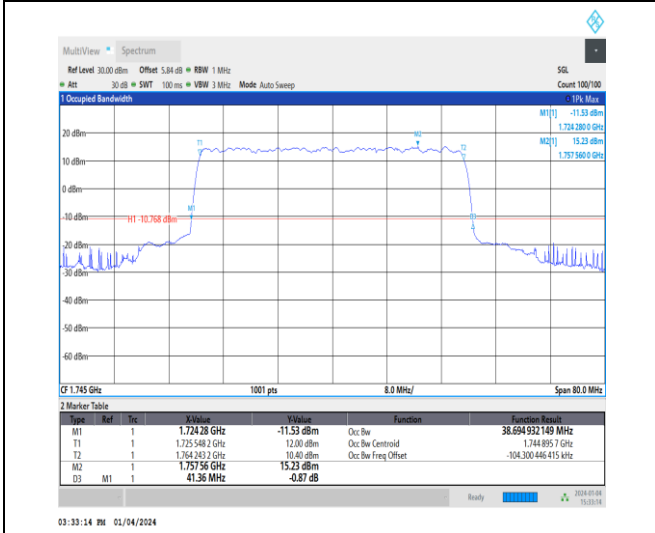 MultiView Spectrum
Ref Level 30.00 dBm Offset 5.84 dB RBW 1 MHz SGL
Att 30 dB SWT 100 ms VBW 3 MHz Mode Auto Sweep Count 100/100
1 Occupied Bandwidth 1Pk Max
M1[1] -11.53 dBm
1.724 280 0 GHz
M2[1] 15.23 dBm
1.757 560 0 GHz
20 dBm
T1
M2
10 dBm
0 dBm
M1
-10 dBm
H1 -10.768 dBm
D3
-20 dBm
-30 dBm
-40 dBm
-50 dBm
-60 dBm
CF 1.745 GHz 1001 pts 8.0 MHz/ Span 80.0 MHz
2 Marker Table
Type Ref Trc X-Value Y-Value Function Function Result
M1 1 1.724 28 GHz -11.53 dBm Occ Bw 38.694 932 149 MHz
T1 1 1.725 548 2 GHz 12.00 dBm Occ Bw Centroid 1.744 895 7 GHz
T2 1 1.764 243 2 GHz 10.40 dBm Occ Bw Freq Offset -104.300 446 415 kHz
M2 1 1.757 56 GHz 15.23 dBm
D3 M1 1 41.36 MHz -0.87 dB
Ready 2024-01-04
15:33:14
03:33:14 PM 01/04/2024